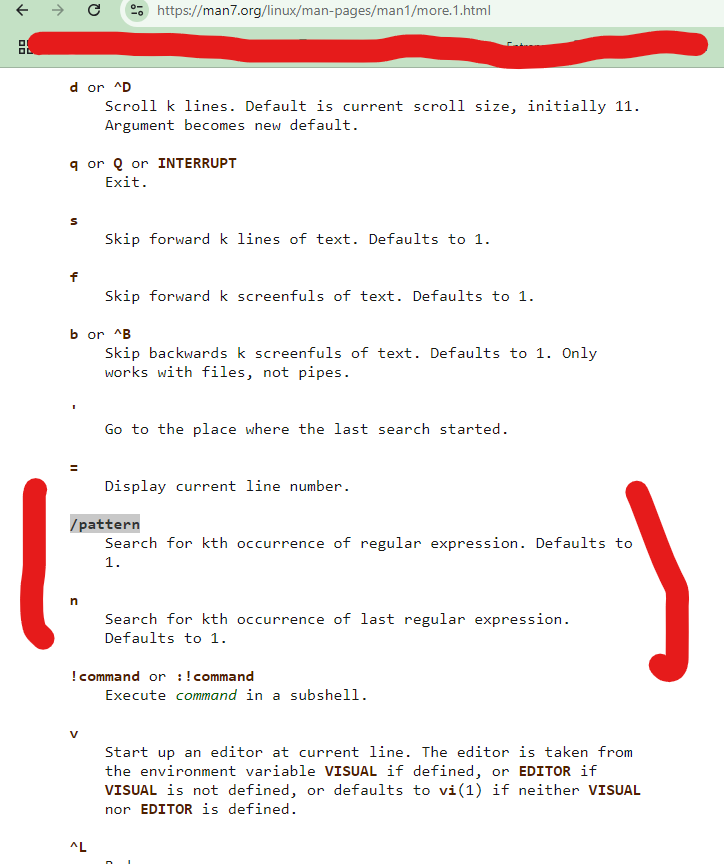 https://man7.org/linux/man-pages/man1/more.1.html
d or ^D
Scroll k lines. Default is current scroll size, initially 11.
Argument becomes new default.
q or Q or INTERRUPT
Exit.
s
Skip forward k lines of text. Defaults to 1.
f
Skip forward k screenfuls of text. Defaults to 1.
b or ^B
Skip backwards k screenfuls of text. Defaults to 1. Only
works with files, not pipes.
'
Go to the place where the last search started.
=
Display current line number.
/pattern
Search for kth occurrence of regular expression. Defaults to
1.
n
Search for kth occurrence of last regular expression.
Defaults to 1.
!command or :!command
Execute command in a subshell.
v
Start up an editor at current line. The editor is taken from
the environment variable VISUAL if defined, or EDITOR if
VISUAL is not defined, or defaults to vi(1) if neither VISUAL
nor EDITOR is defined.
^L